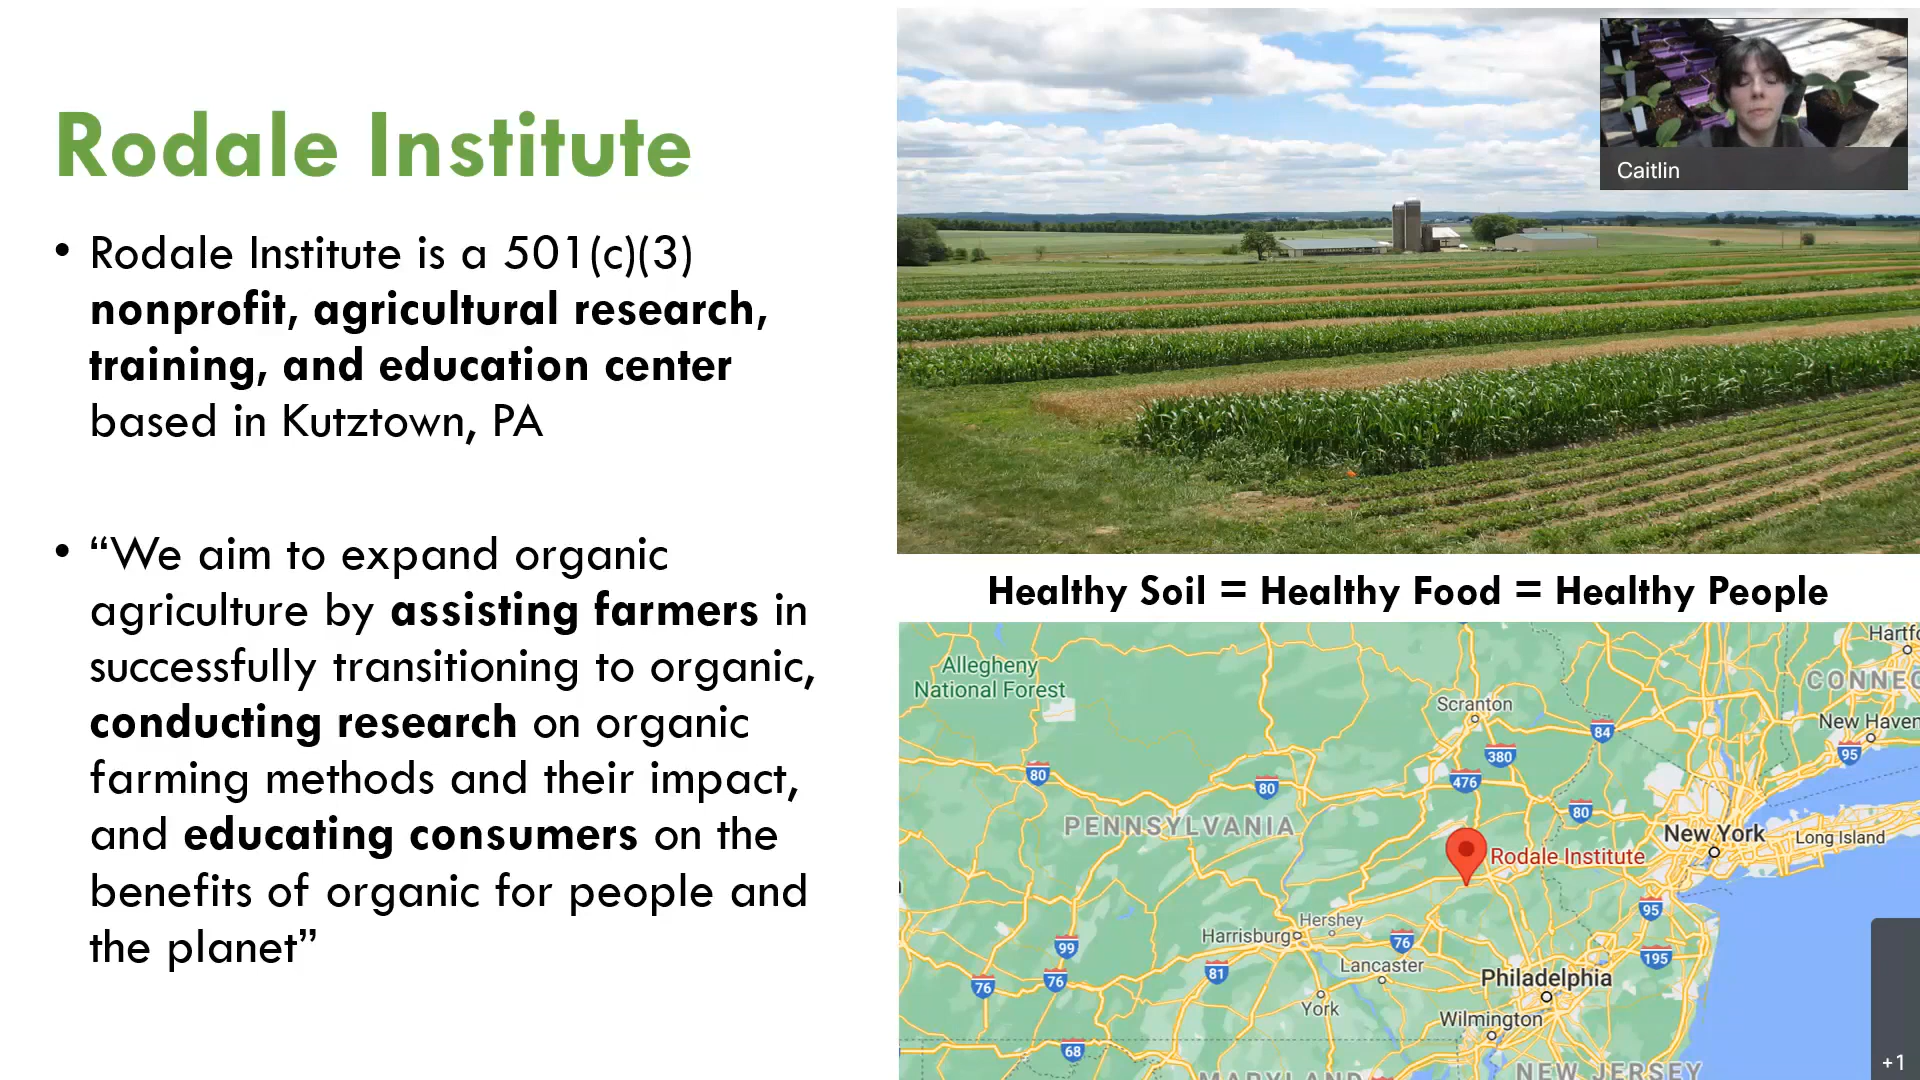 Rodale Institute
• Rodale Institute is a 501(c)(3)
nonprofit, agricultural research,
training, and education center
based in Kutztown, PA
• “We aim to expand organic
agriculture by assisting farmers in
successfully transitioning to organic,
conducting research on organic
farming methods and their impact,
and educating consumers on the
benefits of organic for people and
the planet”
Caitlin
Healthy Soil = Healthy Food = Healthy People
Allegheny
National Forest
Hartfo
CONNEC
Scranton
New Haven
84
380
95
80
80
476
80
PENNSYLVANIA
New York
Long Island
Rodale Institute
95
Hershey
Harrisburg
99
76
195
Lancaster
81
76
76
Philadelphia
York
Wilmington
68
NEW JERSEY
MARYLAND
+1